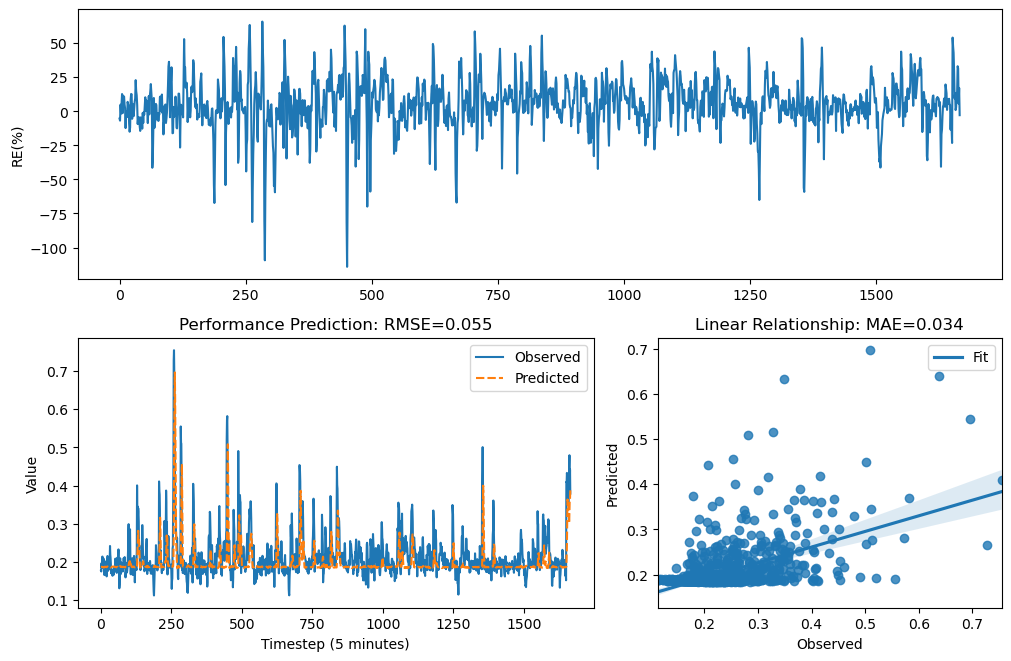 RE(%)
50
25
0
−25
−50
−75
−100
0 250 500 750 1000 1250 1500
Performance Prediction: RMSE=0.055
Value
0.7
0.6
0.5
0.4
0.3
0.2
0.1
Observed
Predicted
0 250 500 750 1000 1250 1500
Timestep (5 minutes)
Linear Relationship: MAE=0.034
Predicted
0.7
0.6
0.5
0.4
0.3
0.2
Fit
0.2 0.3 0.4 0.5 0.6 0.7
Observed